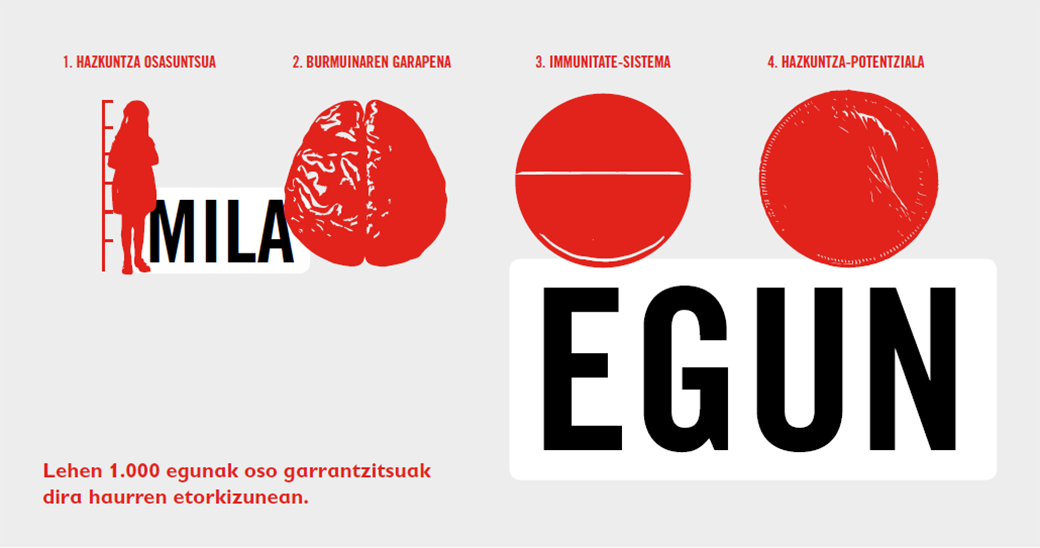 1. HAZKUNTZA OSASUNTSUA
2. BURMUINAREN GARAPENA
3. IMMUNITATE-SISTEMA
4. HAZKUNTZA-POTENTZIALA
MILA
EGUN
Lehen 1.000 egunak oso garrantzitsuak
dira haurren etorkizunean.